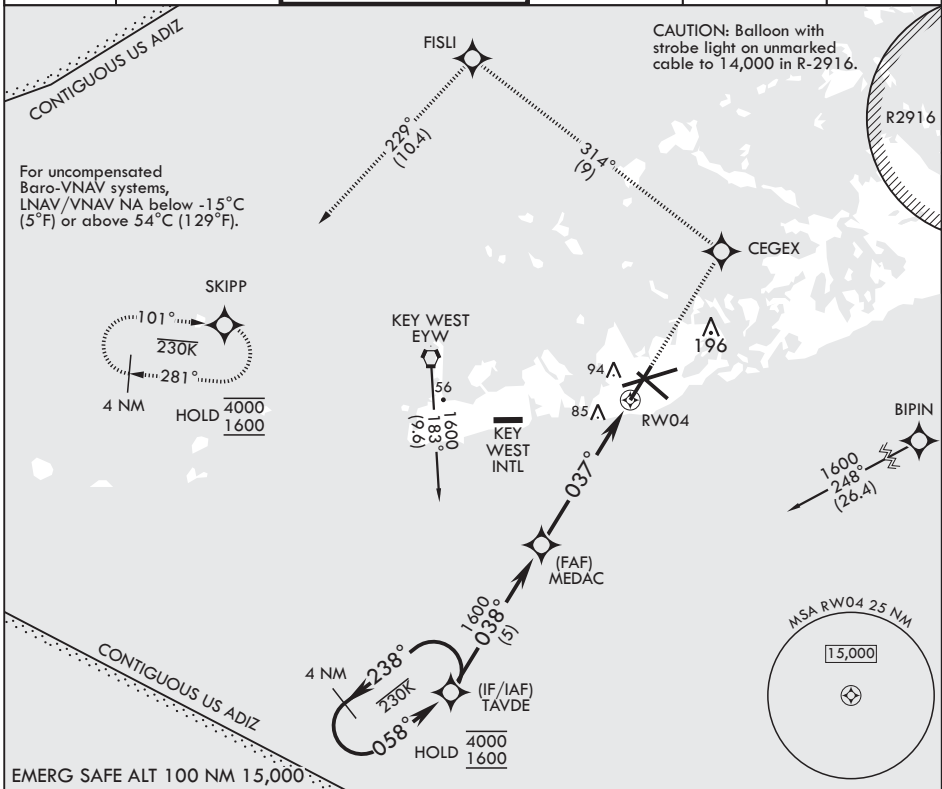 CONTIGUOUS US ADIZ
FISLI
CAUTION: Balloon with
strobe light on unmarked
cable to 14,000 in R-2916.
R2916
229°
(10.4)
314°
(9)
For uncompensated
Baro-VNAV systems,
LNAV/VNAV NA below -15°C
(5°F) or above 54°C (129°F).
CEGEX
SKIPP
101°
230K
281°
4 NM
HOLD
4000
1600
KEY WEST
EYW
56
1600
183°
(9.6)
KEY
WEST
INTL
94
85
196
RW04
BIPIN
1600
248°
(26.4)
037°
(FAF)
MEDAC
1600
038°
(5)
4 NM
238°
230K
058°
(IF/IAF)
TAVDE
HOLD
4000
1600
MSA RW04 25 NM
15,000
CONTIGUOUS US ADIZ
EMERG SAFE ALT 100 NM 15,000